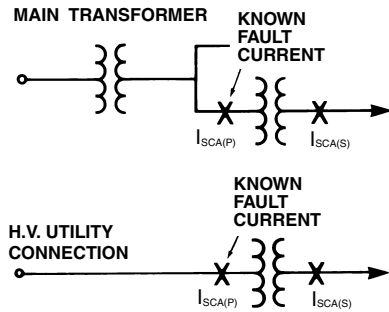 MAIN TRANSFORMER
KNOWN
FAULT
CURRENT
ISCA(P)
ISCA(S)
H.V. UTILITY
CONNECTION
KNOWN
FAULT
CURRENT
ISCA(P)
ISCA(S)